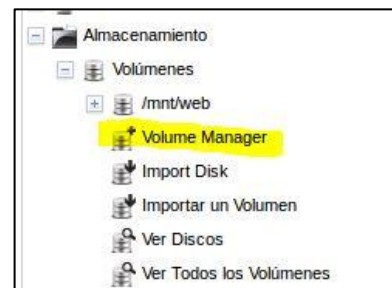 Almacenamiento
Volúmenes
/mnt/web
Volume Manager
Import Disk
Importar un Volumen
Ver Discos
Ver Todos los Volúmenes